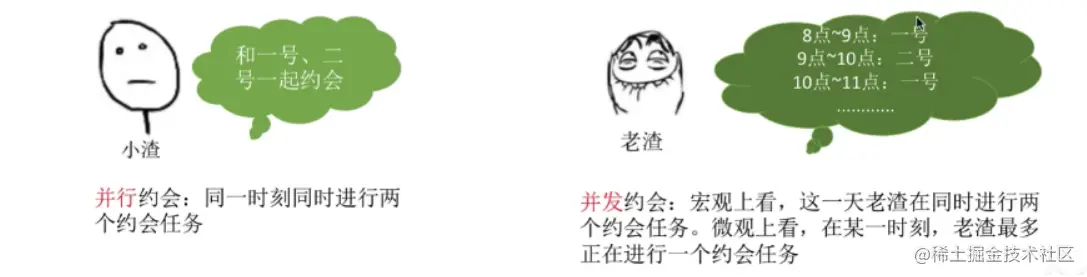 和一号、二
号一起约会
小渣
并行约会：同一时刻同时进行两
个约会任务
8点~9点：一号
9点~10点：二号
10点~11点：一号
…………
老渣
并发约会：宏观上看，这一天老渣在同时进行两
个约会任务。微观上看，在某一时刻，老渣最多
正在进行一个约会任务
@稀土掘金技术社区